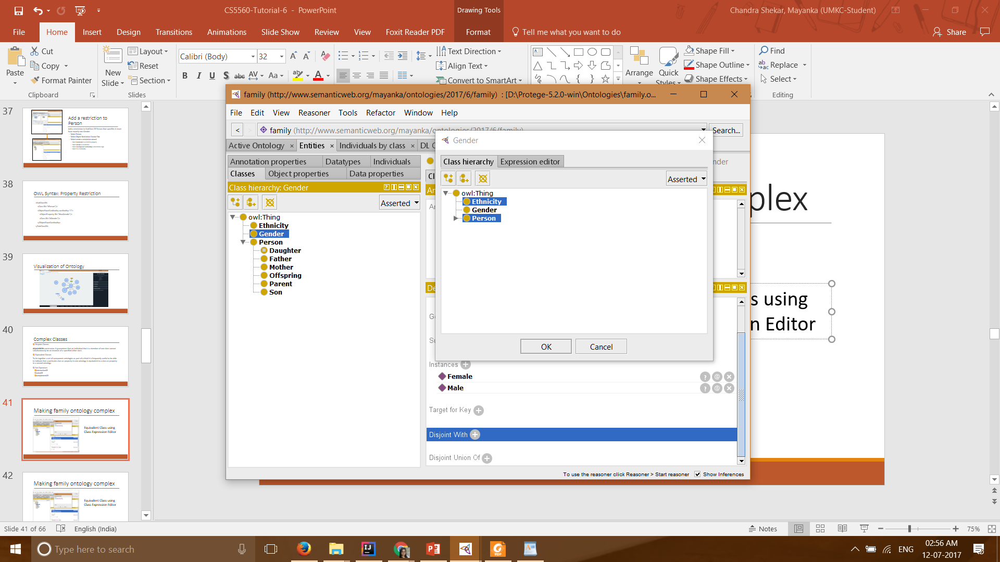 CS5560-Tutorial-6 - PowerPoint
Drawing Tools
Chandra Shekar, Mayanka (UMKC-Student)
File Home Insert Design Transitions Animations Slide Show Review View Foxit Reader PDF Format Tell me what you want to do Share
Paste
Cut
Copy
Format Painter
Clipboard
New
Slide
Layout
Reset
Section
Slides
Calibri (Body) 32
B I U S abc AV Aa A
Text Direction
Align Text
Convert to SmartArt
Arrange
Quick
Styles
Shape Fill
Shape Outline
Shape Effects
Find
Replace
Select
Editing
37
Add a restriction to
Person
38
OWL Syntax: Property Restriction
39
Visualization of Ontology
40
Complex Classes
41
Making family ontology complex
Equivalent Class using
Class Expression Editor
42
Making family ontology complex
Equivalent Class using
Class Expression Editor
plex
s using
n Editor
family (http://www.semanticweb.org/mayanka/ontologies/2017/6/family) : [D:\Protege-5.2.0-win\Ontologies\family.o...
File Edit View Reasoner Tools Refactor Window Help
< > family (http://www.semanticweb.org/mayanka/ontologies/2017/6/family) Search...
Active Ontology × Entities × Individuals by class × DL
Annotation properties Datatypes Individuals
Classes Object properties Data properties
Class hierarchy: Gender
Asserted
owl:Thing
Ethnicity
Gender
Person
Daughter
Father
Mother
Offspring
Parent
Son
Gender
Class hierarchy Expression editor
Asserted
owl:Thing
Ethnicity
Gender
Person
OK Cancel
nder
Instances
Female
Male
Target for Key
Disjoint With
Disjoint Union Of
To use the reasoner click Reasoner > Start reasoner Show Inferences
Slide 41 of 66 English (India) Notes 75%
Type here to search
ENG
02:56 AM
12-07-2017